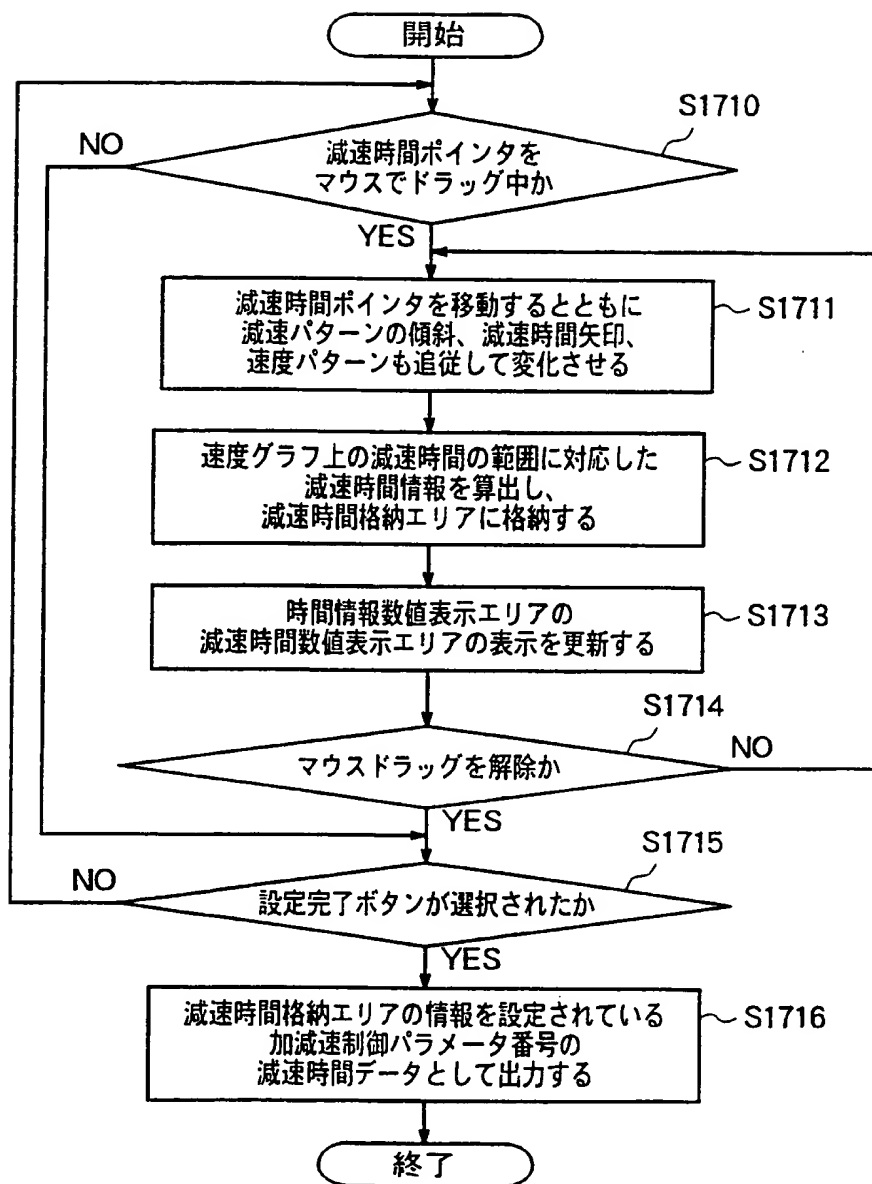 開始
S1710
NO
減速時間ポインタを
マウスでドラッグ中か
YES
減速時間ポインタを移動するとともに
減速パターンの傾斜、減速時間矢印、
速度パターンも追従して変化させる
S1711
速度グラフ上の減速時間の範囲に対応した
減速時間情報を算出し、
減速時間格納エリアに格納する
S1712
時間情報数値表示エリアの
減速時間数値表示エリアの表示を更新する
S1713
S1714
マウスドラッグを解除か
NO
YES
S1715
NO
設定完了ボタンが選択されたか
YES
減速時間格納エリアの情報を設定されている
加減速制御パラメータ番号の
減速時間データとして出力する
S1716
終了